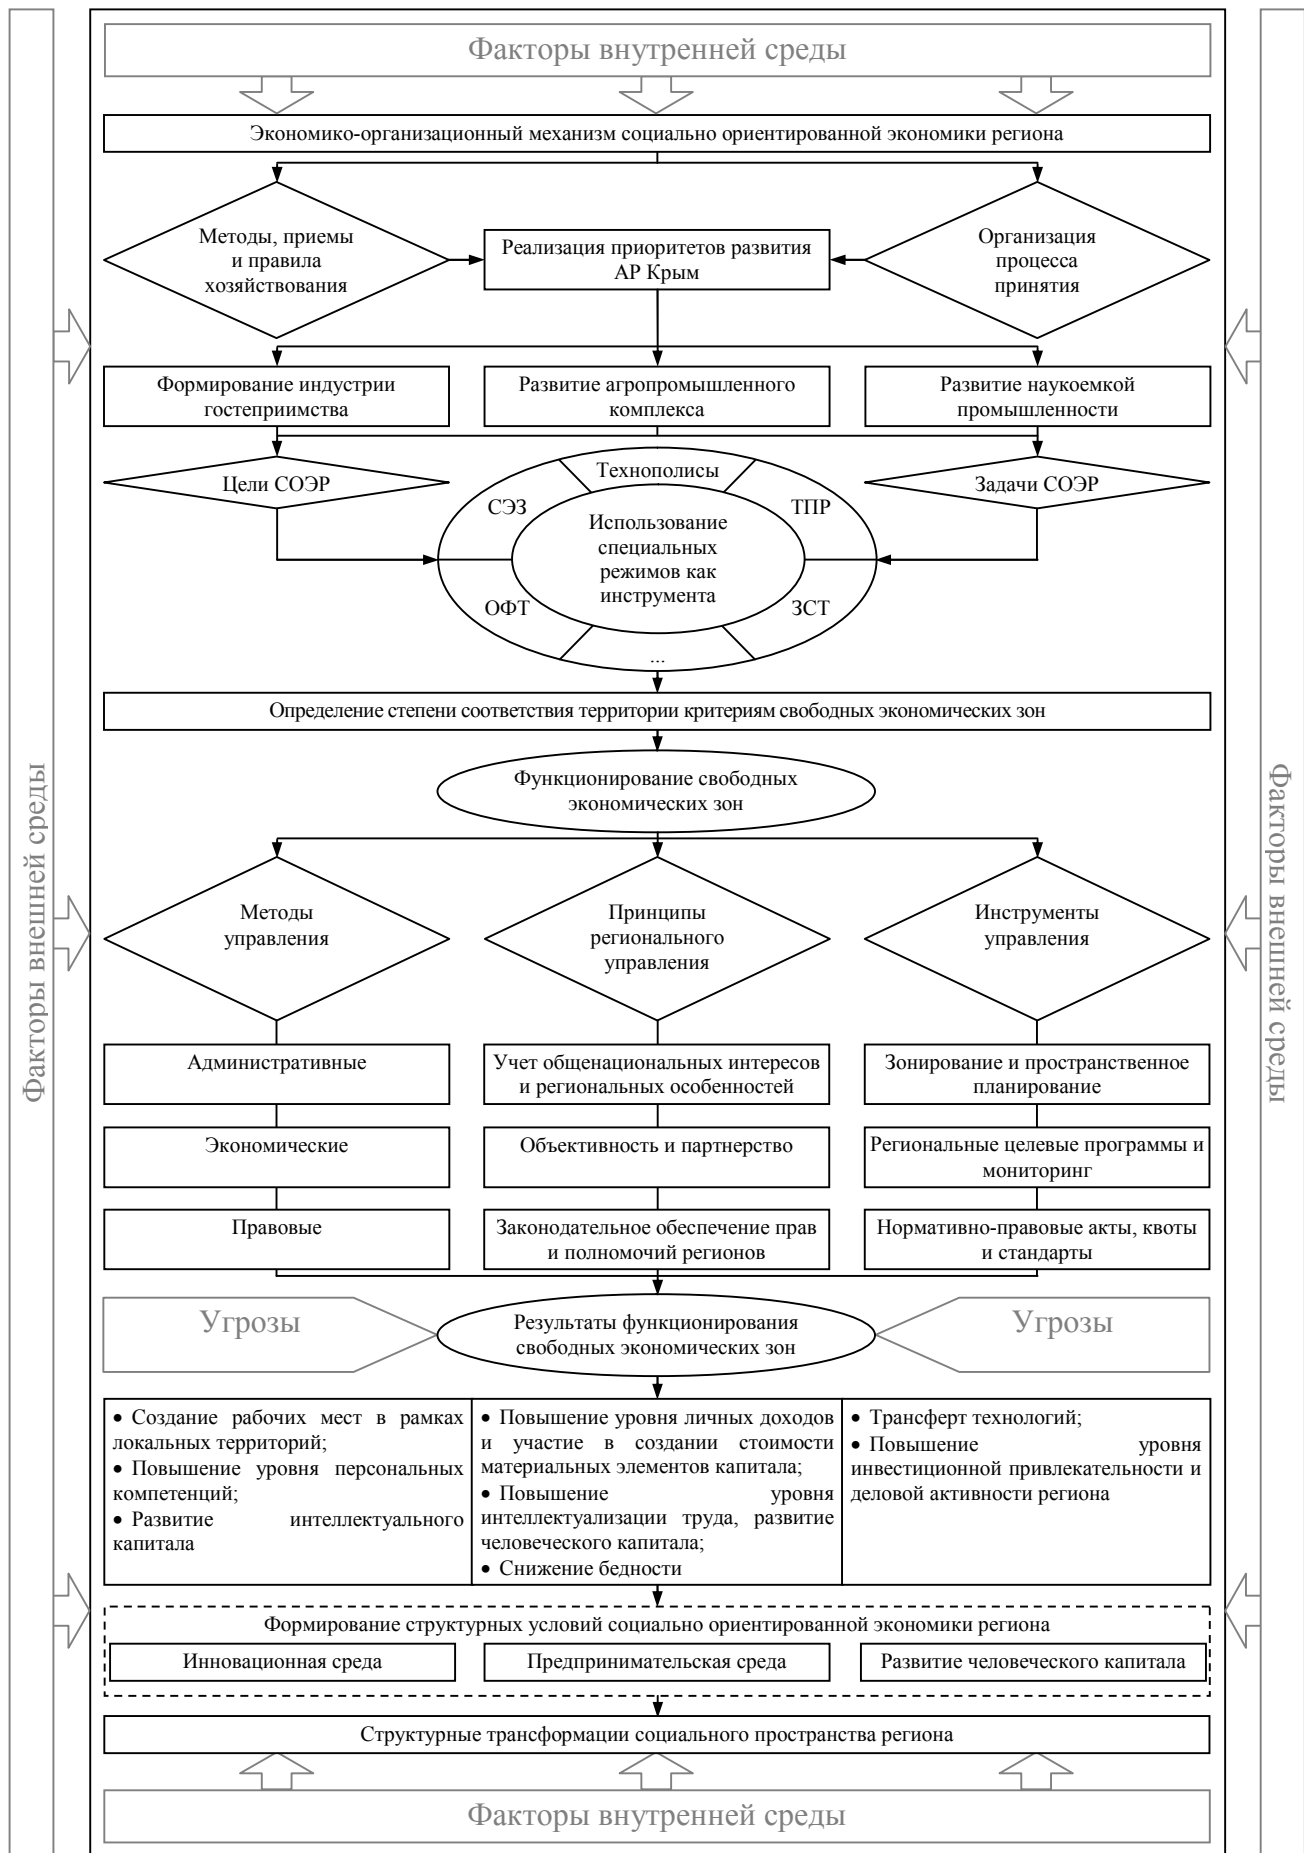 Факторы внутренней среды
Экономико-организационный механизм социально ориентированной экономики региона
Методы, приемы
и правила
хозяйствования
Реализация приоритетов развития
АР Крым
Организация
процесса
принятия
Формирование индустрии
гостеприимства
Развитие агропромышленного
комплекса
Развитие наукоемкой
промышленности
Цели СОЭР
Технополисы
СЭЗ
ТПР
Задачи СОЭР
Использование
специальных
режимов как
инструмента
ОФТ
ЗСТ
...
Определение степени соответствия территории критериям свободных экономических зон
Функционирование свободных
экономических зон
Факторы внешней среды
Факторы внешней среды
Методы
управления
Принципы
регионального
управления
Инструменты
управления
Административные
Учет общенациональных интересов
и региональных особенностей
Зонирование и пространственное
планирование
Экономические
Объективность и партнерство
Региональные целевые программы и
мониторинг
Правовые
Законодательное обеспечение прав
и полномочий регионов
Нормативно-правовые акты, квоты
и стандарты
Угрозы
Результаты функционирования
свободных экономических зон
Угрозы
• Создание рабочих мест в рамках
локальных территорий;
• Повышение уровня персональных
компетенций;
• Развитие интеллектуального
капитала
• Повышение уровня личных доходов
и участие в создании стоимости
материальных элементов капитала;
• Повышение уровня
интеллектуализации труда, развитие
человеческого капитала;
• Снижение бедности
• Трансферт технологий;
• Повышение уровня
инвестиционной привлекательности и
деловой активности региона
Формирование структурных условий социально ориентированной экономики региона
Инновационная среда
Предпринимательская среда
Развитие человеческого капитала
Структурные трансформации социального пространства региона
Факторы внутренней среды